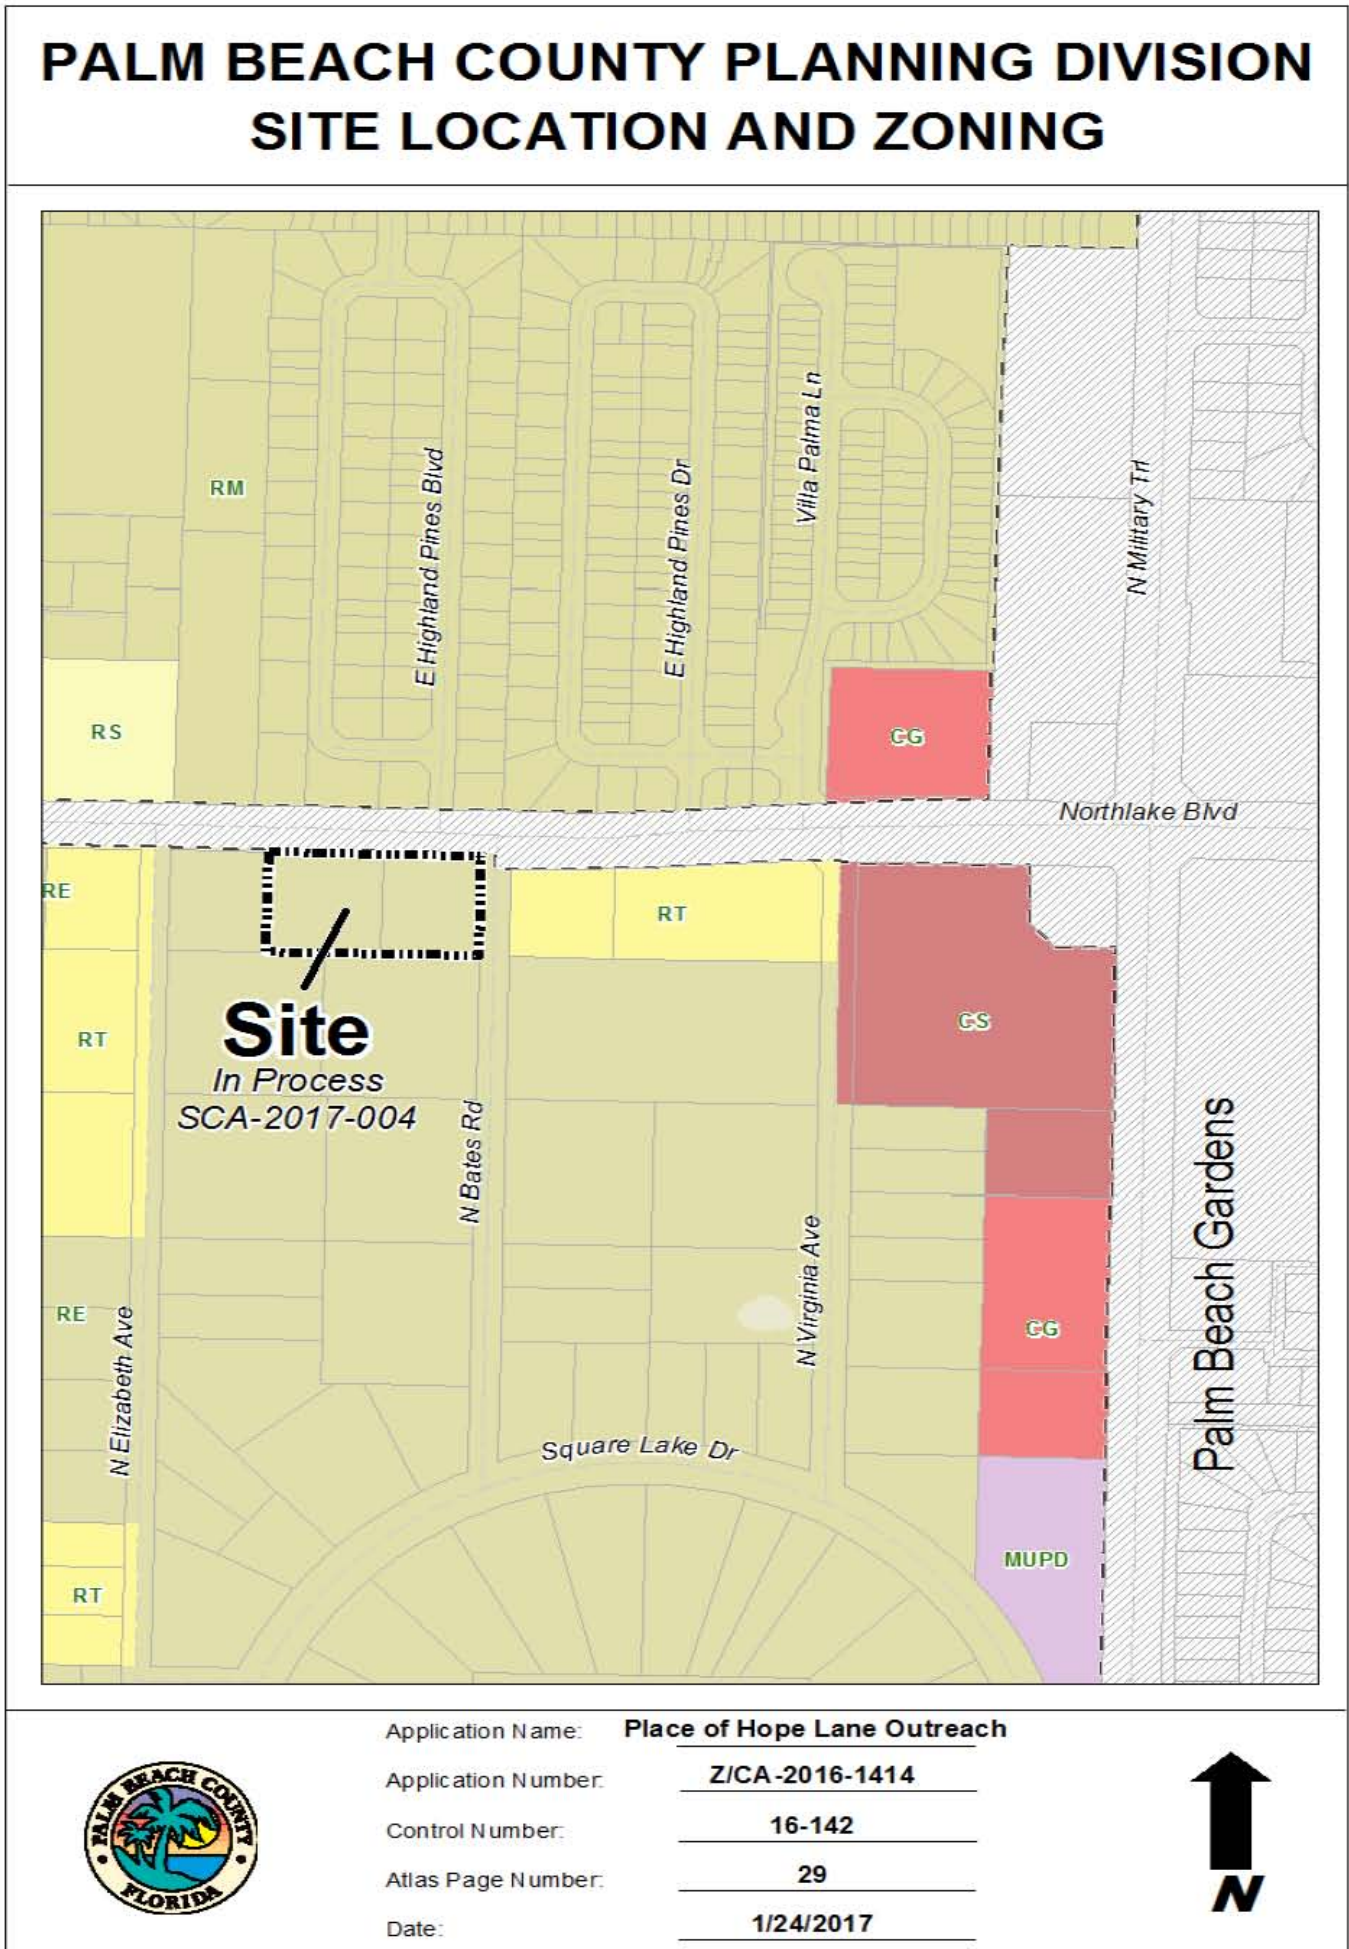 PALM BEACH COUNTY PLANNING DIVISION
SITE LOCATION AND ZONING
RM
E Highland Pines Blvd
E Highland Pines Dr
Villa Palma Ln
N Military Trl
RS
CG
Northlake Blvd
RE
RT
Site
In Process
SCA-2017-004
RT
CS
N Bates Rd
N Virginia Ave
Palm Beach Gardens
RE
N Elizabeth Ave
CG
Square Lake Dr
MUPD
RT
Application Name: Place of Hope Lane Outreach
Application Number: Z/CA-2016-1414
Control Number: 16-142
Atlas Page Number: 29
Date: 1/24/2017
PALM BEACH COUNTY
FLORIDA
N